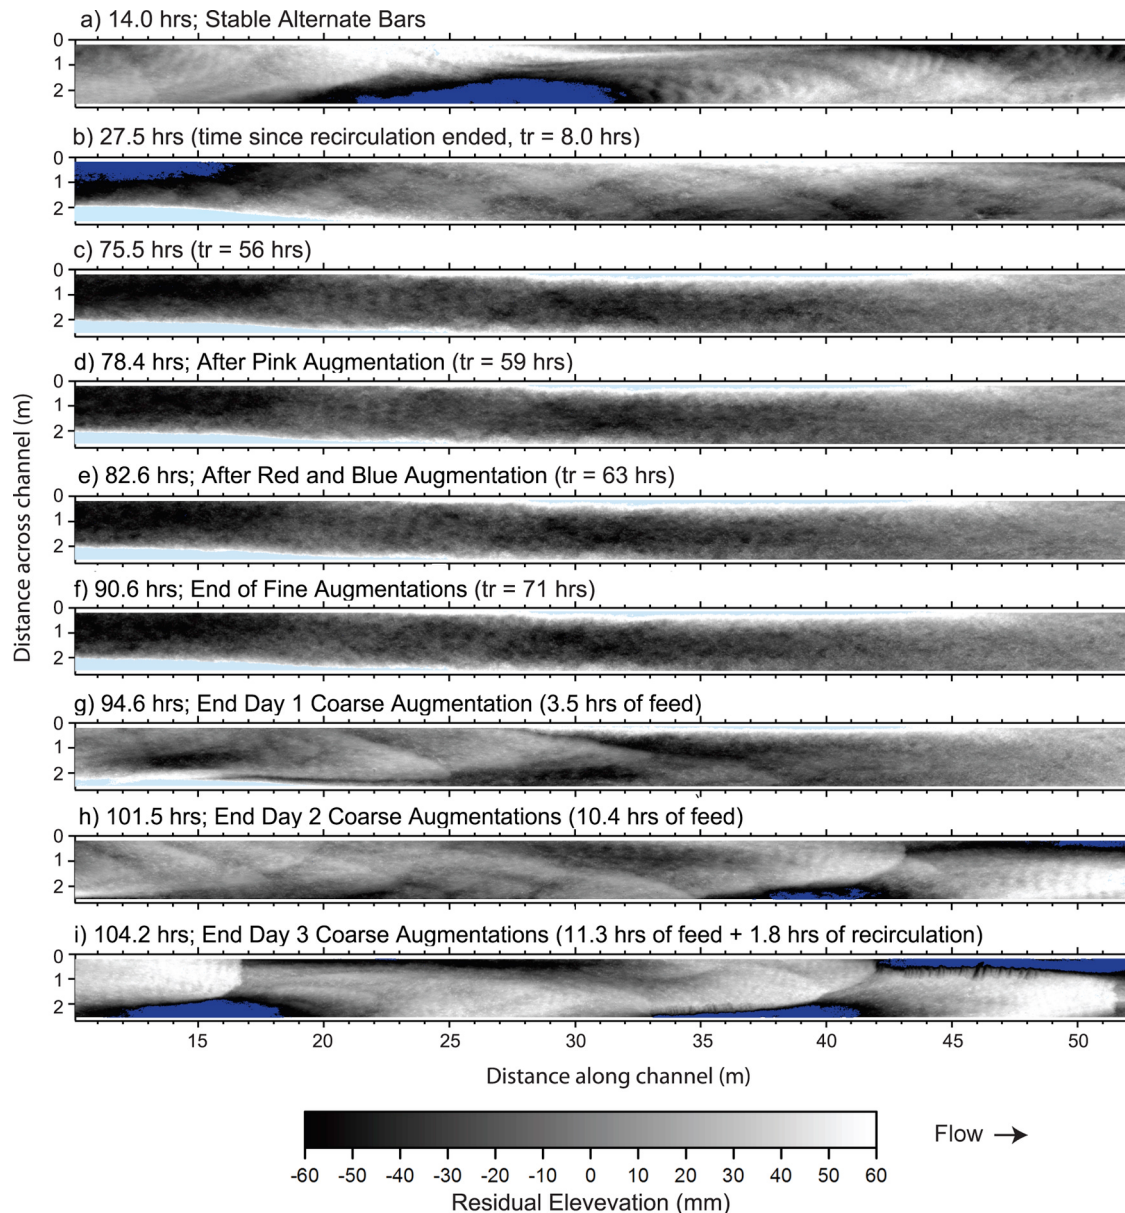 a) 14.0 hrs; Stable Alternate Bars
0
1
2
b) 27.5 hrs (time since recirculation ended, tr = 8.0 hrs)
0
1
2
c) 75.5 hrs (tr = 56 hrs)
0
1
2
d) 78.4 hrs; After Pink Augmentation (tr = 59 hrs)
0
1
2
e) 82.6 hrs; After Red and Blue Augmentation (tr = 63 hrs)
0
1
2
f) 90.6 hrs; End of Fine Augmentations (tr = 71 hrs)
0
1
2
g) 94.6 hrs; End Day 1 Coarse Augmentation (3.5 hrs of feed)
0
1
2
h) 101.5 hrs; End Day 2 Coarse Augmentations (10.4 hrs of feed)
0
1
2
i) 104.2 hrs; End Day 3 Coarse Augmentations (11.3 hrs of feed + 1.8 hrs of recirculation)
0
1
2
Distance across channel (m)
15 20 25 30 35 40 45 50
Distance along channel (m)
Flow
-60 -50 -40 -30 -20 -10 0 10 20 30 40 50 60
Residual Elevevation (mm)